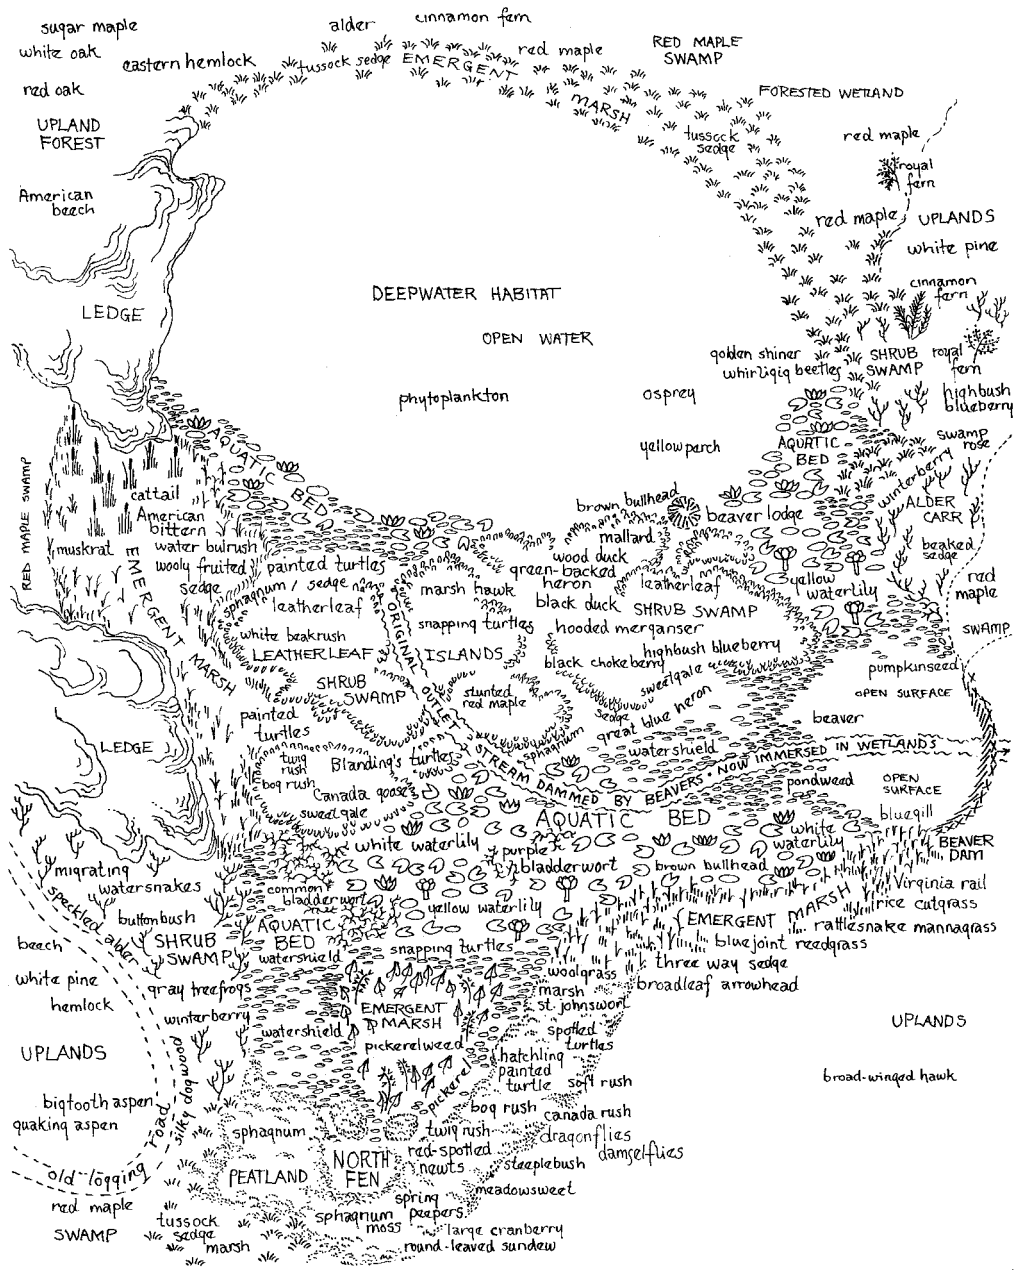 sugar maple
alder
cinnamon fern
white oak
eastern hemlock
tussock sedge
EMERGENT
MARSH
red maple
RED MAPLE
SWAMP
red oak
FORESTED WETLAND
UPLAND
FOREST
tussock
sedge
red maple
royal
fern
American
beech
red maple
UPLANDS
white pine
cinnamon
fern
DEEPWATER HABITAT
LEDGE
OPEN WATER
golden shiner
whirligig beetles
SHRUB
SWAMP
royal
fern
highbush
blueberry
phytoplankton
osprey
AQUATIC
BED
yellow perch
AQUATIC
BED
swamp
rose
winterberry
RED MAPLE SWAMP
cattail
American
bittern
brown bullhead
beaver lodge
ALDER
CARR
mallard
muskrat
EMERGENT MARSH
water bulrush
wooly fruited
sedge
painted turtles
wood duck
green-backed
heron
beaked
sedge
sphagnum / sedge
leatherleaf
marsh hawk
black duck
leatherleaf
SHRUB SWAMP
yellow
waterlily
red
maple
SWAMP
ORIGINAL OUTLET STREAM DAMMED BY BEAVERS • NOW IMMERSED IN WETLANDS
snapping turtles
hooded merganser
white beakrush
LEATHERLEAF
ISLANDS
highbush blueberry
black chokeberry
pumpkinseed
SHRUB
SWAMP
stunted
red maple
sweetgale
sedge
great blue heron
OPEN SURFACE
painted
turtles
sphagnum
beaver
LEDGE
twig
rush
Blanding's turtle
watershield
bog rush
Canada goose
pondweed
OPEN
SURFACE
sweet gale
AQUATIC BED
bluegill
white waterlily
purple
bladderwort
white
waterlily
BEAVER
DAM
migrating
watersnakes
brown bullhead
Virginia rail
speckled alder
common
bladderwort
yellow waterlily
EMERGENT MARSH
rice cutgrass
buttonbush
AQUATIC
BED
rattlesnake mannagrass
beech
SHRUB
SWAMP
watershield
snapping turtles
bluejoint reedgrass
white pine
woolgrass
three way sedge
hemlock
gray treefrogs
marsh
st. johnswort
broadleaf arrowhead
winterberry
watershield
EMERGENT
MARSH
spotted
turtles
UPLANDS
UPLANDS
pickerelweed
hatchling
painted
turtle
soft rush
broad-winged hawk
bigtooth aspen
quaking aspen
silky dogwood
pickerel
bog rush
canada rush
sphagnum
twig rush
dragonflies
damselflies
old logging road
PEATLAND
NORTH
FEN
red-spotted
newts
steeplebush
red maple
SWAMP
spring
peepers
meadowsweet
tussock
sedge
marsh
sphagnum
moss
large cranberry
round-leaved sundew